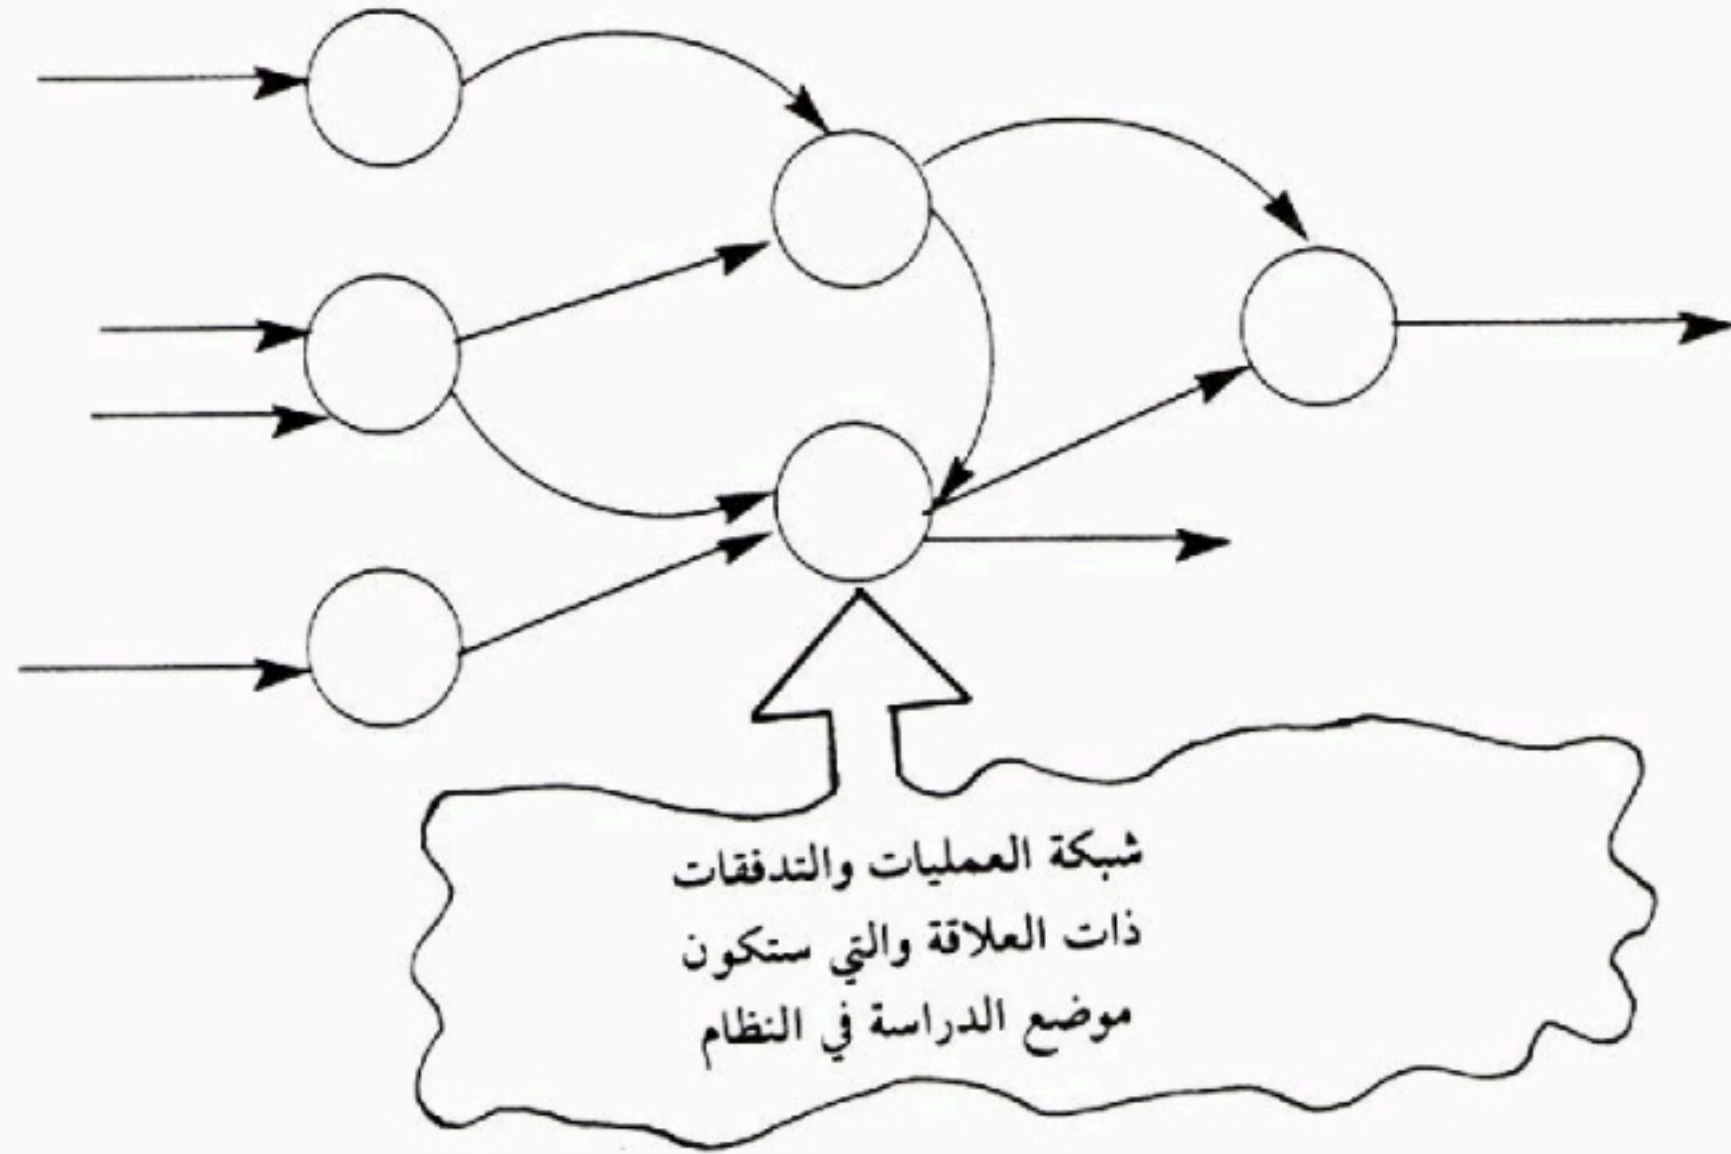 شبكة العمليات والتدفقات
ذات العلاقة والتي ستكون
موضع الدراسة في النظام